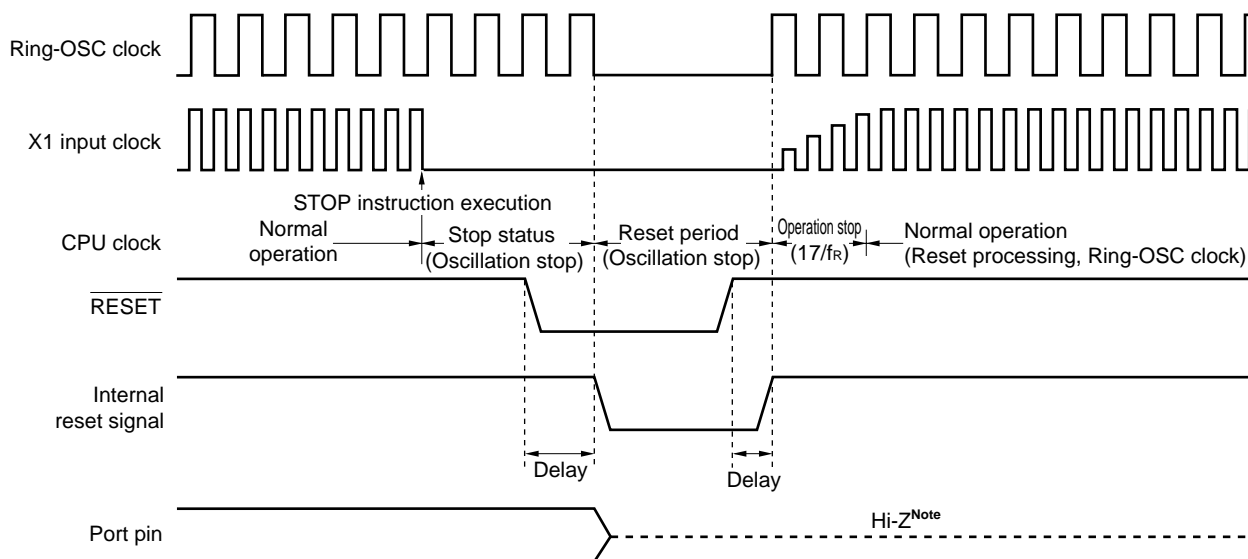 Ring-OSC clock
X1 input clock
STOP instruction execution
CPU clock
Normal
operation
Stop status
(Oscillation stop)
Reset period
(Oscillation stop)
Operation stop
(17/fR)
Normal operation
(Reset processing, Ring-OSC clock)
RESET
Internal
reset signal
Delay
Delay
Port pin
Hi-ZNote